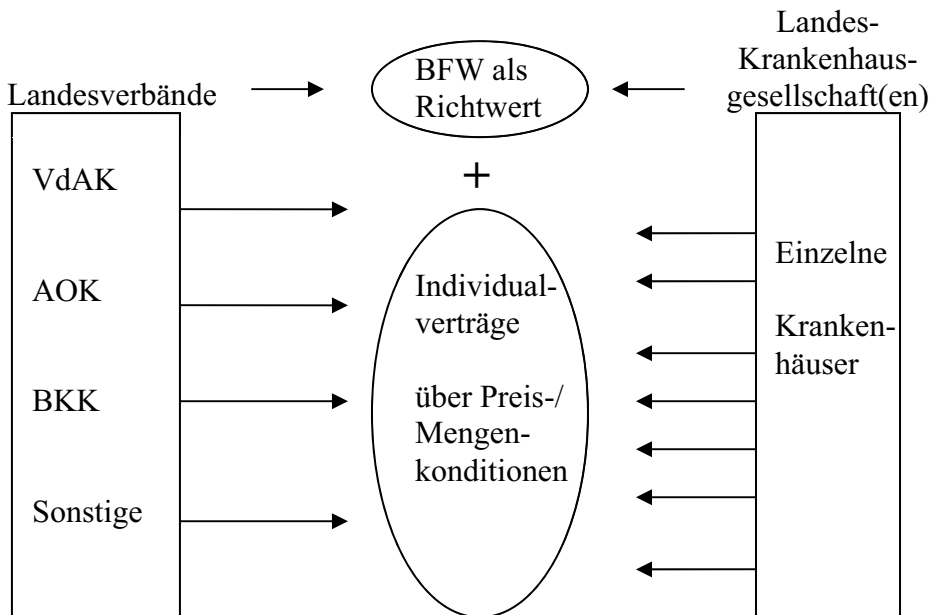 Landesverbände
VdAK
AOK
BKK
Sonstige
BFW als
Richtwert
+
Individual-
verträge
über Preis-/
Mengen-
konditionen
Landes-
Krankenhaus-
gesellschaft(en)
Einzelne
Kranken-
häuser